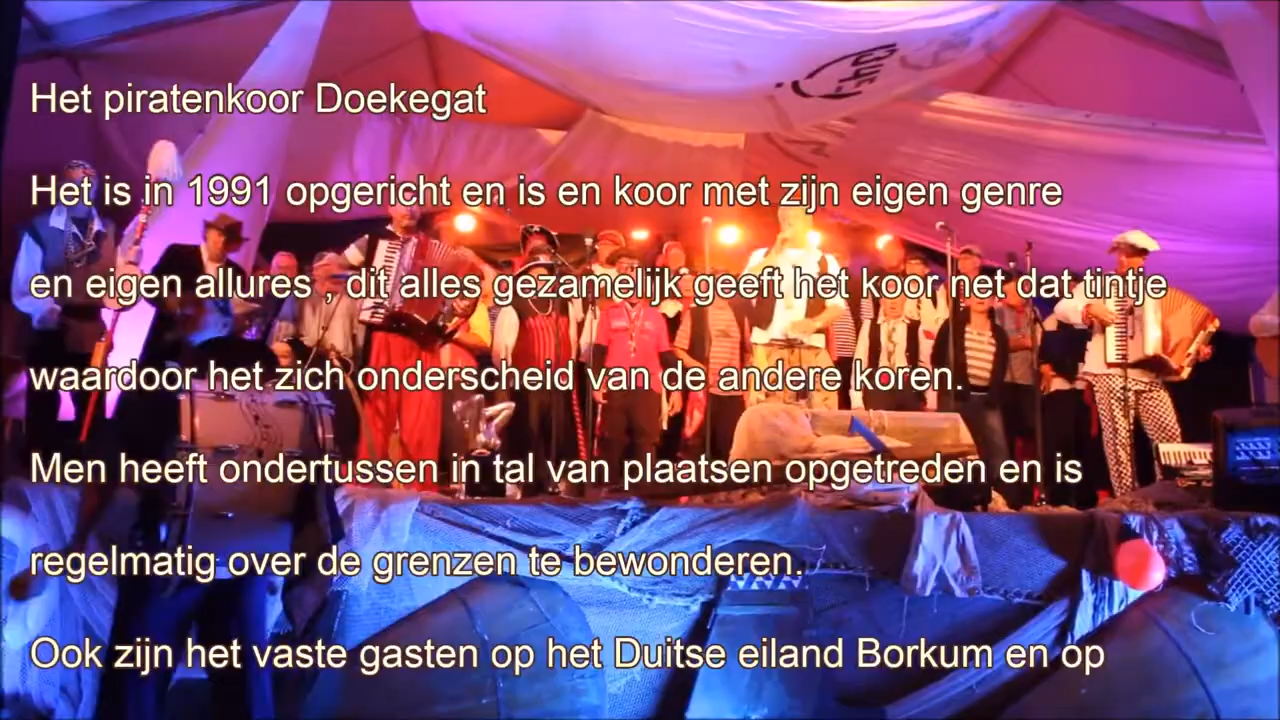 Het piratenkoor Doekegat
Het is in 1991 opgericht en is en koor met zijn eigen genre
en eigen allures , dit alles gezamelijk geeft het koor net dat tintje
waardoor het zich onderscheid van de andere koren.
Men heeft ondertussen in tal van plaatsen opgetreden en is
regelmatig over de grenzen te bewonderen.
Ook zijn het vaste gasten op het Duitse eiland Borkum en op